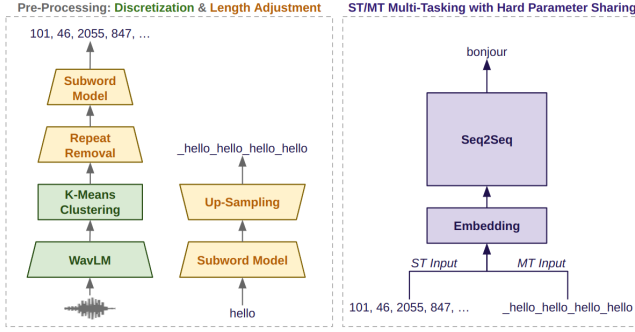 Pre-Processing: Discretization & Length Adjustment
101, 46, 2055, 847, …
Subword
Model
Repeat
Removal
K-Means
Clustering
WavLM
_hello_hello_hello_hello
Up-Sampling
Subword Model
hello
ST/MT Multi-Tasking with Hard Parameter Sharing
bonjour
Seq2Seq
Embedding
ST Input
MT Input
101, 46, 2055, 847, …
_hello_hello_hello_hello